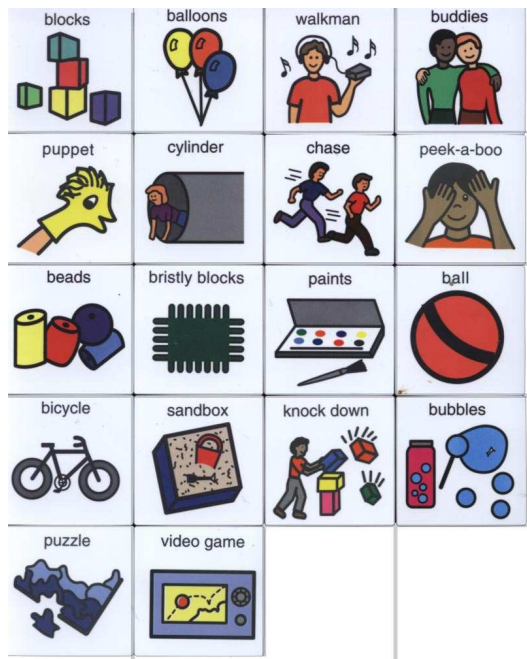 blocks
balloons
walkman
buddies
puppet
cylinder
chase
peek-a-boo
beads
bristly blocks
paints
ball
bicycle
sandbox
knock down
bubbles
puzzle
video game